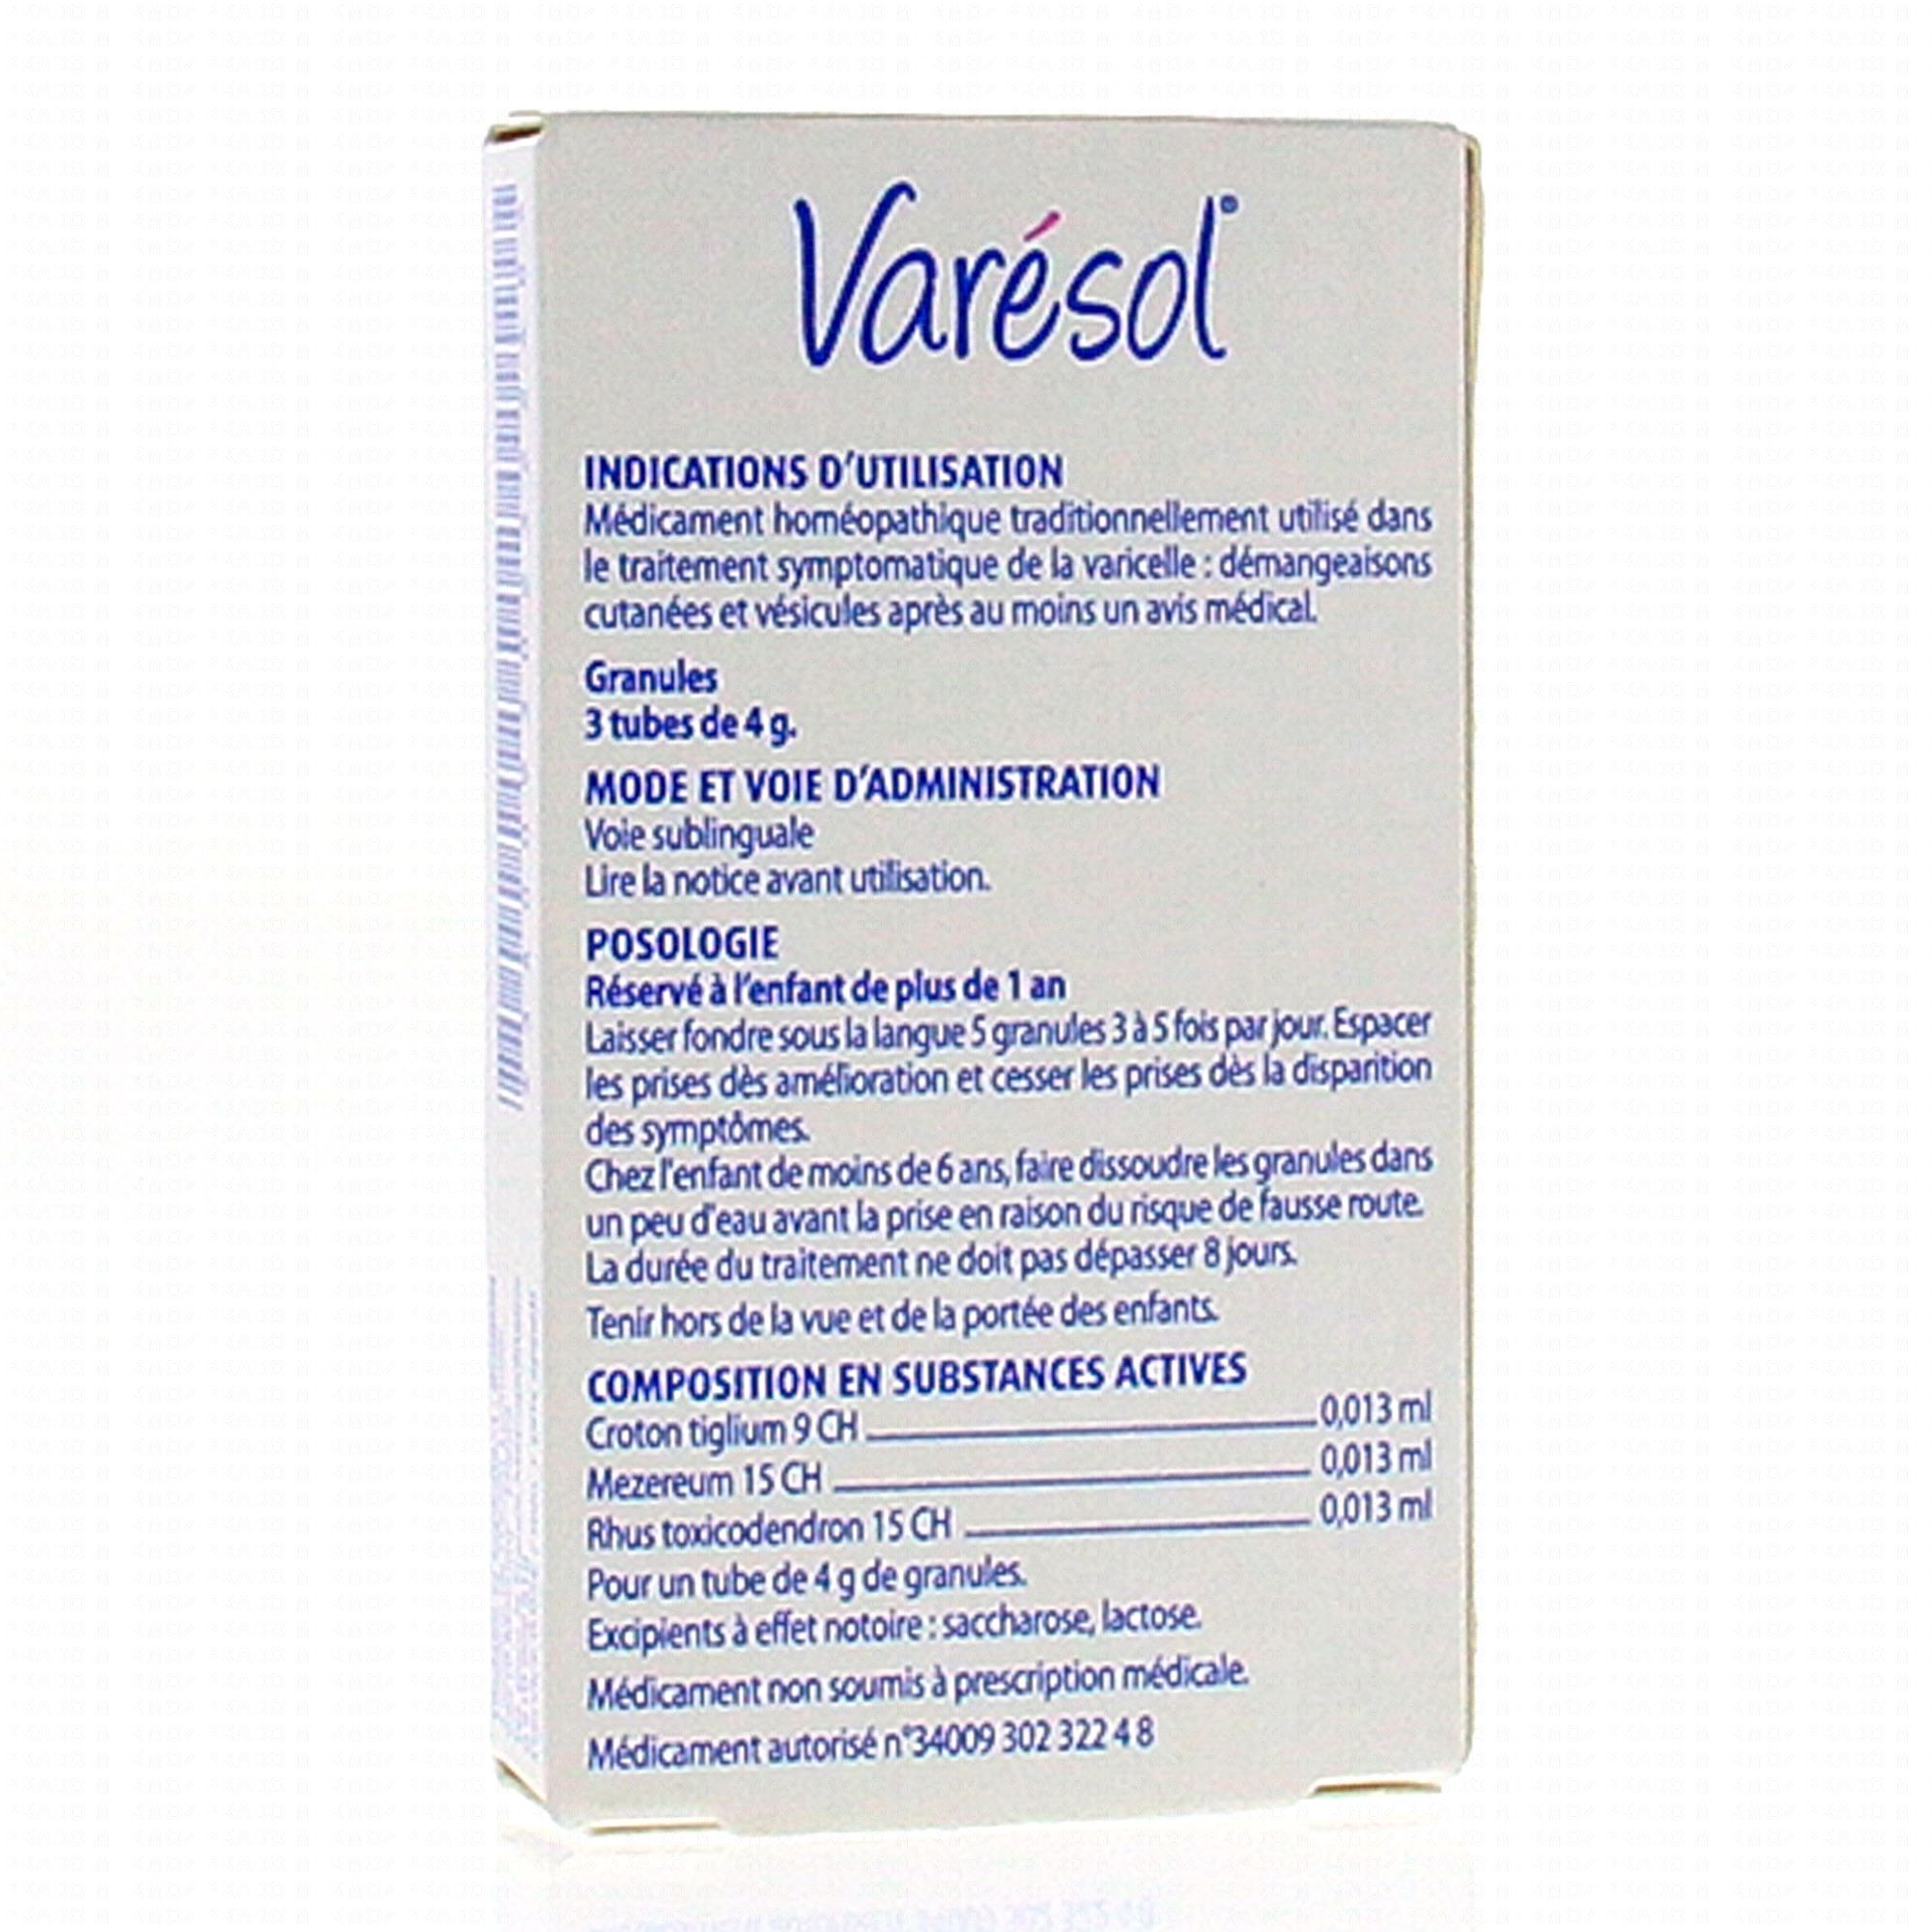 Varésol®
INDICATIONS D'UTILISATION
Médicament homéopathique traditionnellement utilisé dans
le traitement symptomatique de la varicelle : démangeaisons
cutanées et vésicules après au moins un avis médical.
Granules
3 tubes de 4 g.
MODE ET VOIE D'ADMINISTRATION
Voie sublinguale
Lire la notice avant utilisation.
POSOLOGIE
Réservé à l'enfant de plus de 1 an
Laisser fondre sous la langue 5 granules 3 à 5 fois par jour. Espacer
les prises dès amélioration et cesser les prises dès la disparition
des symptômes.
Chez l'enfant de moins de 6 ans, faire dissoudre les granules dans
un peu d'eau avant la prise en raison du risque de fausse route.
La durée du traitement ne doit pas dépasser 8 jours.
Tenir hors de la vue et de la portée des enfants.
COMPOSITION EN SUBSTANCES ACTIVES
Croton tiglium 9 CH 0,013 ml
Mezereum 15 CH 0,013 ml
Rhus toxicodendron 15 CH 0,013 ml
Pour un tube de 4 g de granules.
Excipients à effet notoire : saccharose, lactose.
Médicament non soumis à prescription médicale.
Médicament autorisé n°34009 302 322 4 8